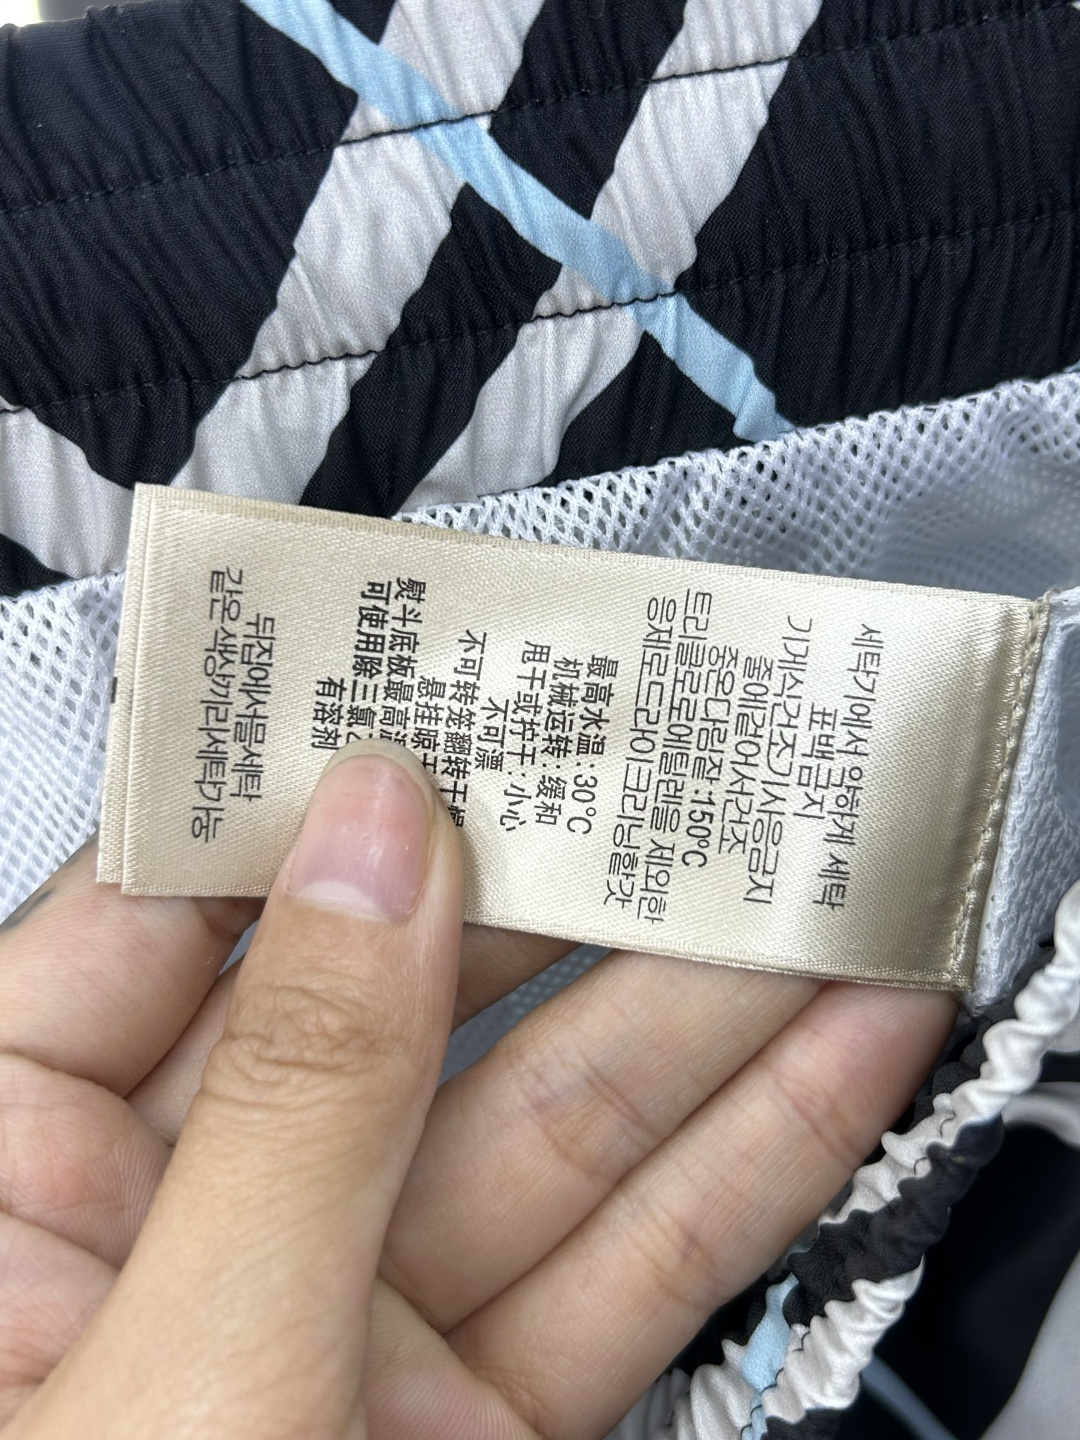 세탁기에서 약하게 세탁
표백금지
기계식건조기사용금지
줄에걸어서건조
중온다림질:150°C
트리클로로에틸렌을 제외한
용제로드라이크리닝할것
最高水温:30°C
机械运转:缓和
甩干或拧干:小心
不可漂
不可转笼翻转干燥
悬挂晾干
熨斗底板最高温
可使用除三氯乙
有溶剂
뒤집에서물세탁
같은색상끼리세탁가능